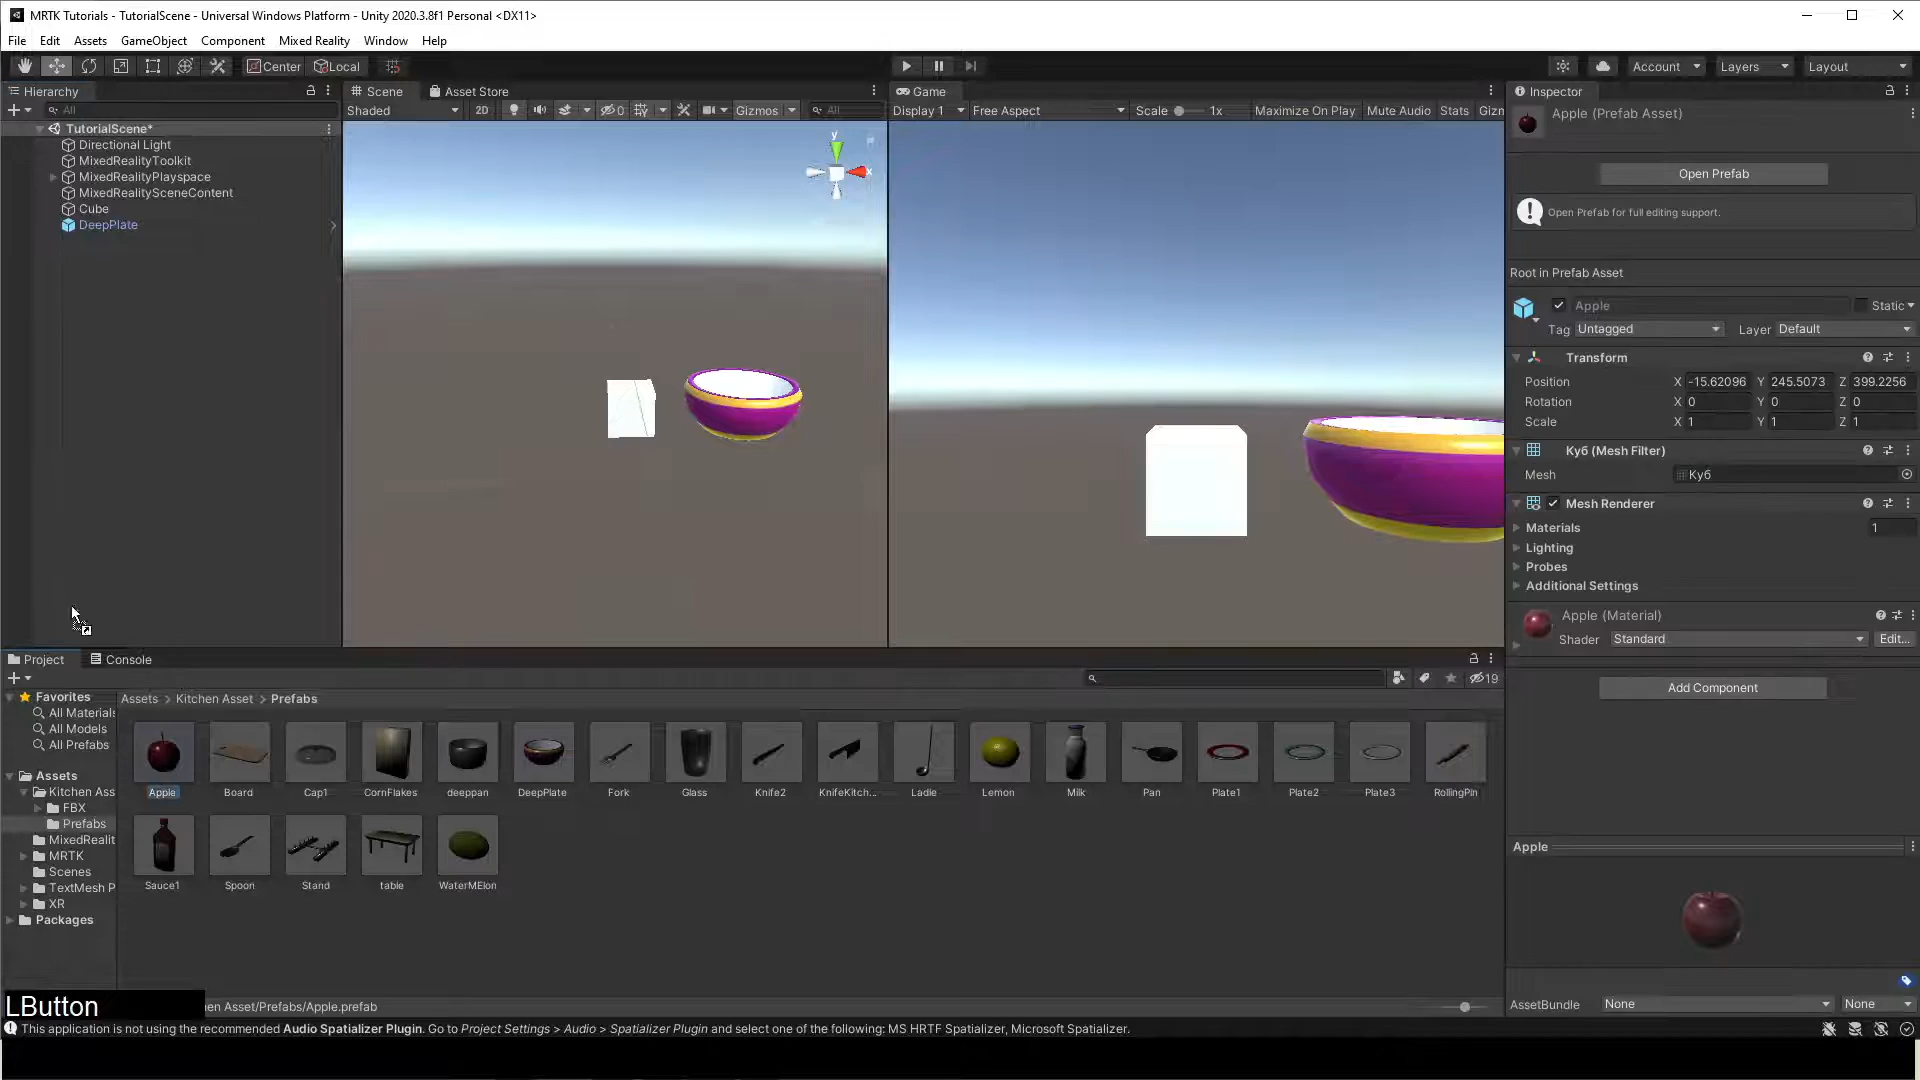 MRTK Tutorials - TutorialScene - Universal Windows Platform - Unity 2020.3.8f1 Personal <DX11>
File Edit Assets GameObject Component Mixed Reality Window Help
Center Local Account Layers Layout
Hierarchy Scene Asset Store Game Inspector
All Shaded 2D 0 Gizmos All Display 1 Free Aspect Scale 1x Maximize On Play Mute Audio Stats Gizn
Apple (Prefab Asset)
Open Prefab
Open Prefab for full editing support.
Root in Prefab Asset
Apple Static
Tag Untagged Layer Default
Transform
Position X -15.62096 Y 245.5073 Z 399.2256
Rotation X 0 Y 0 Z 0
Scale X 1 Y 1 Z 1
Куб (Mesh Filter)
Mesh Куб
Mesh Renderer
Materials 1
Lighting
Probes
Additional Settings
Apple (Material)
Shader Standard Edit...
Add Component
Apple
AssetBundle None None
TutorialScene*
Directional Light
MixedRealityToolkit
MixedRealityPlayspace
MixedRealitySceneContent
Cube
DeepPlate
y
x
Project Console
19
Favorites
All Materials
All Models
All Prefabs
Assets
Kitchen Ass
FBX
Prefabs
MixedRealit
MRTK
Scenes
TextMesh P
XR
Packages
Assets > Kitchen Asset > Prefabs
Apple Board Cap1 CornFlakes deeppan DeepPlate Fork Glass Knife2 KnifeKitch... Ladle Lemon Milk Pan Plate1 Plate2 Plate3 RollingPin
Sauce1 Spoon Stand table WaterMElon
LButton
en Asset/Prefabs/Apple.prefab
This application is not using the recommended Audio Spatializer Plugin. Go to Project Settings > Audio > Spatializer Plugin and select one of the following: MS HRTF Spatializer, Microsoft Spatializer.